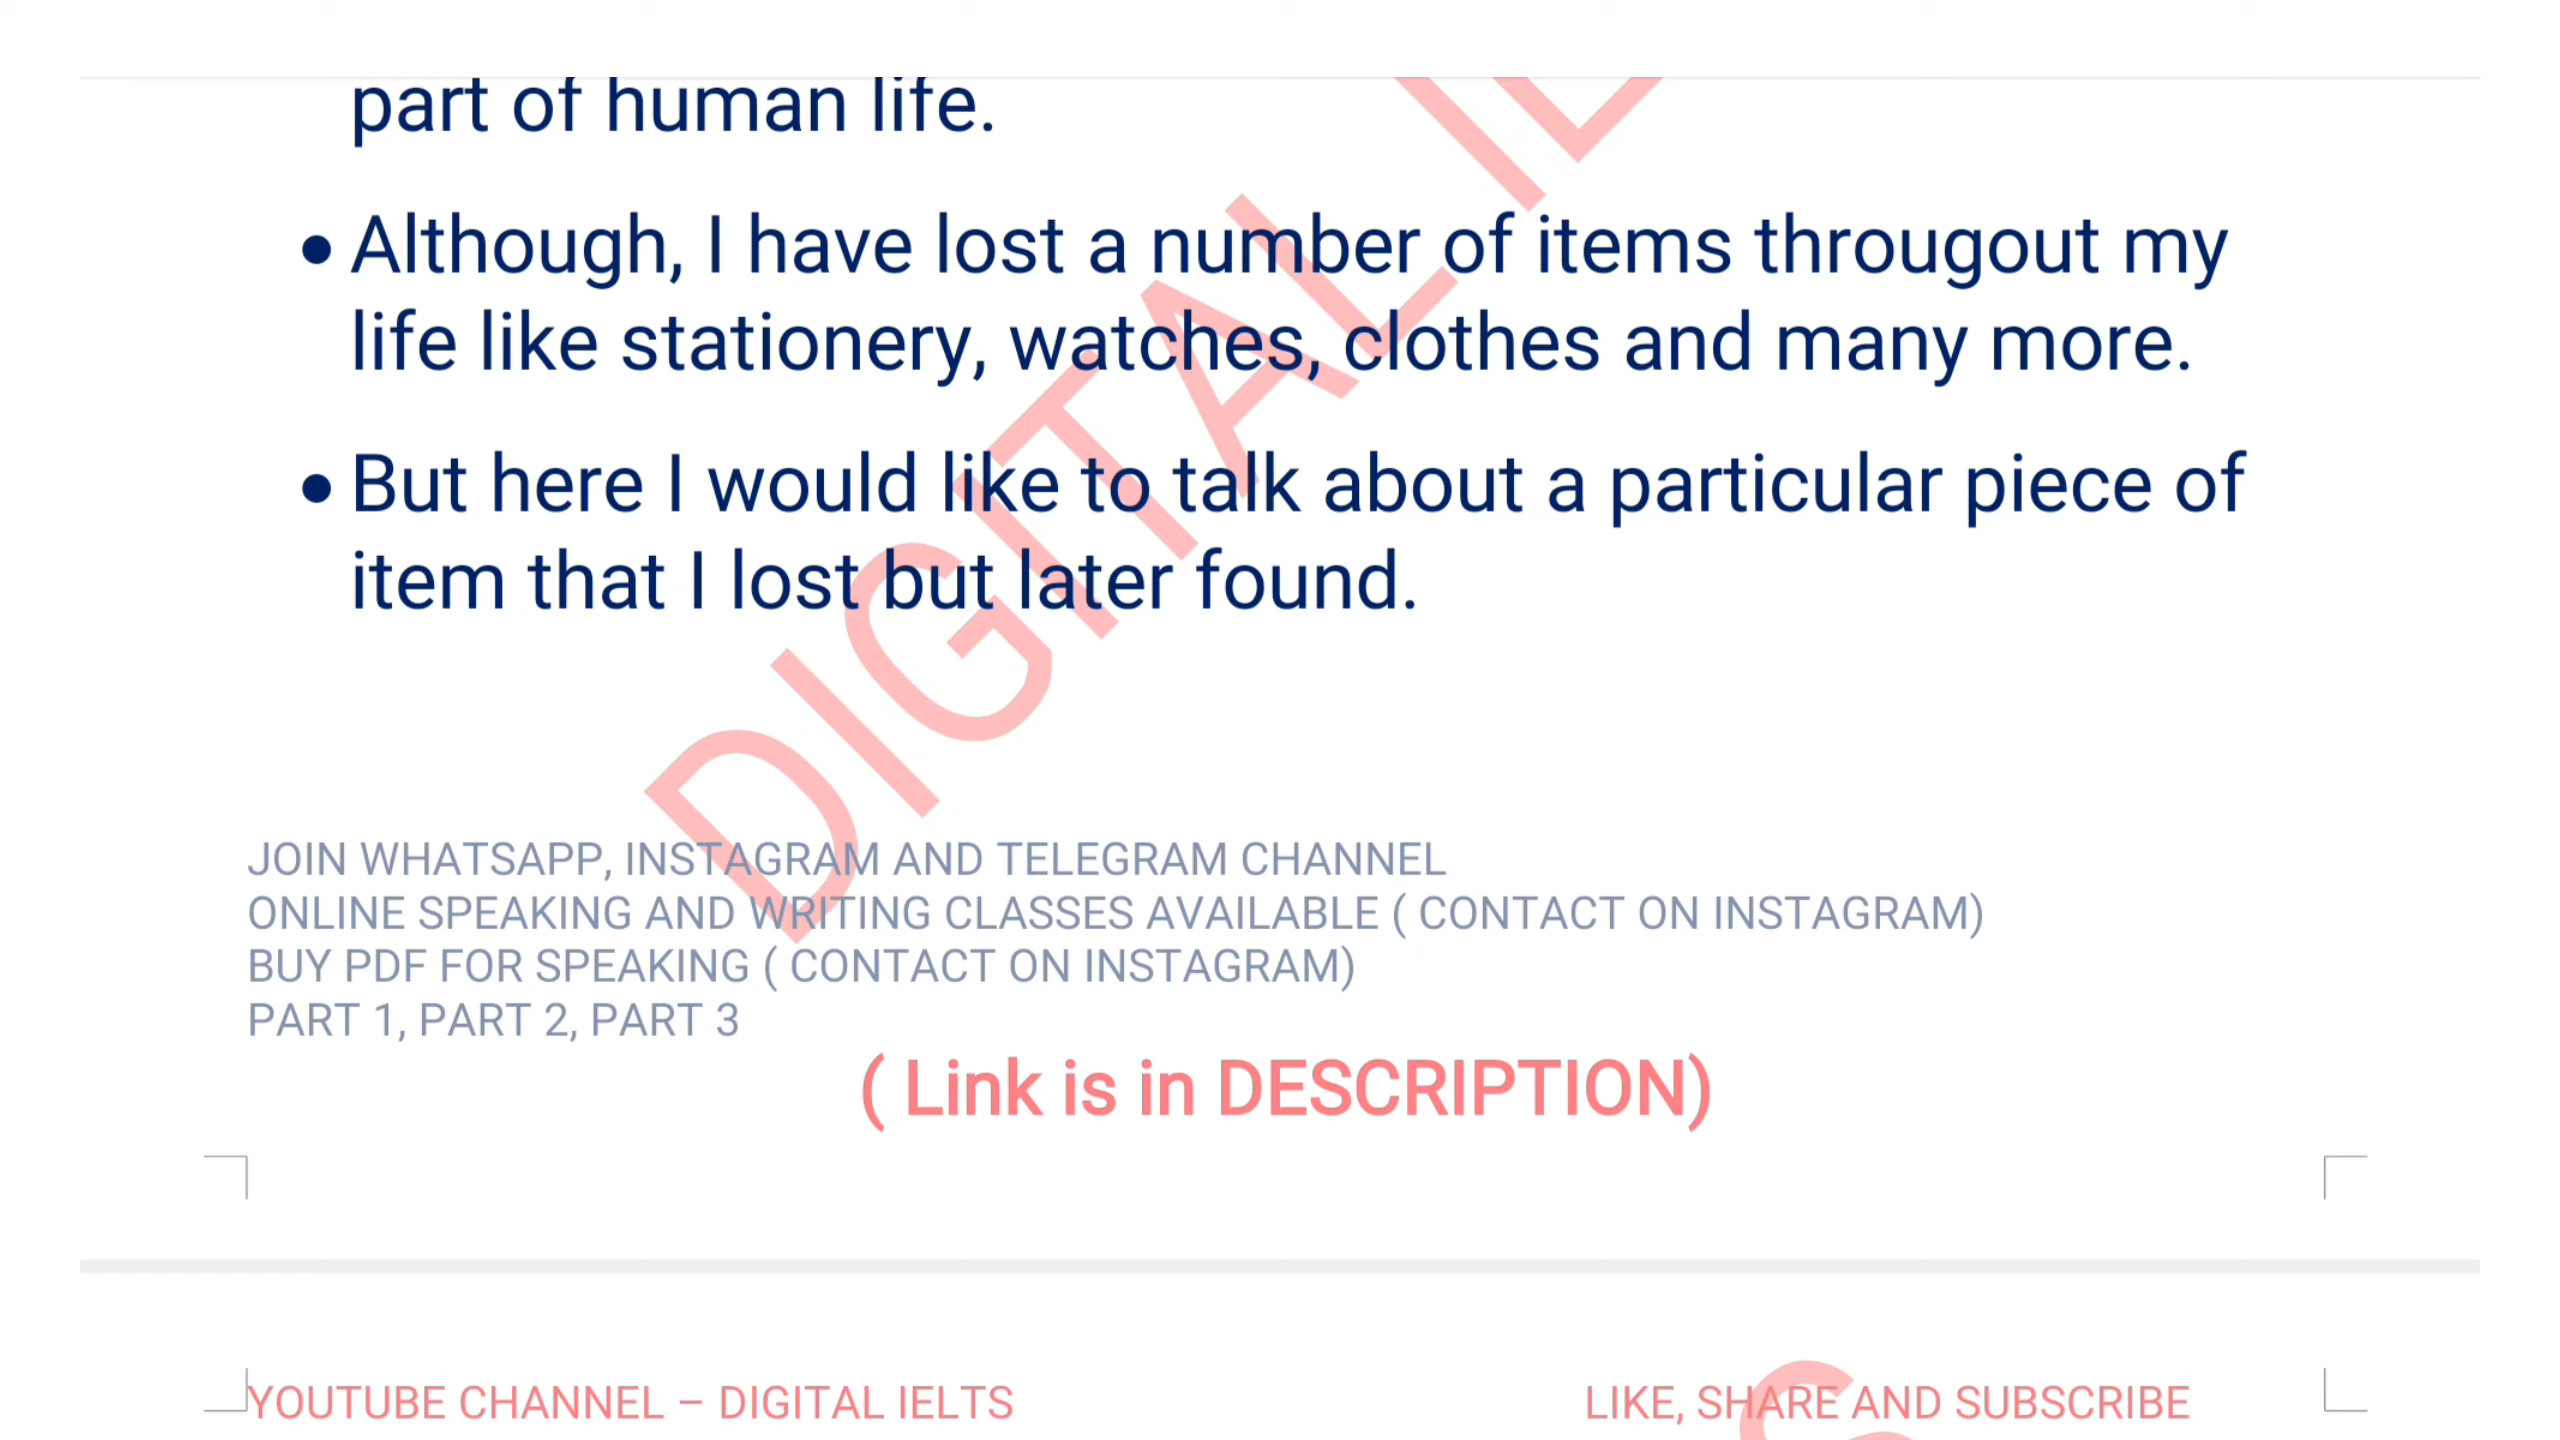 part of human life.
• Although, I have lost a number of items througout my
life like stationery, watches, clothes and many more.
• But here I would like to talk about a particular piece of
item that I lost but later found.
DIGITAL IE
JOIN WHATSAPP, INSTAGRAM AND TELEGRAM CHANNEL
ONLINE SPEAKING AND WRITING CLASSES AVAILABLE ( CONTACT ON INSTAGRAM)
BUY PDF FOR SPEAKING ( CONTACT ON INSTAGRAM)
PART 1, PART 2, PART 3
( Link is in DESCRIPTION)
YOUTUBE CHANNEL – DIGITAL IELTS
LIKE, SHARE AND SUBSCRIBE
S